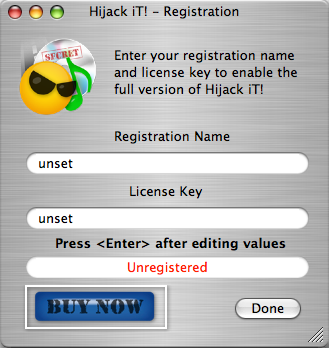 Hijack iT! - Registration
SECRET
Enter your registration name
and license key to enable the
full version of Hijack iT!
Registration Name
unset
License Key
unset
Press <Enter> after editing values
Unregistered
BUY NOW
Done